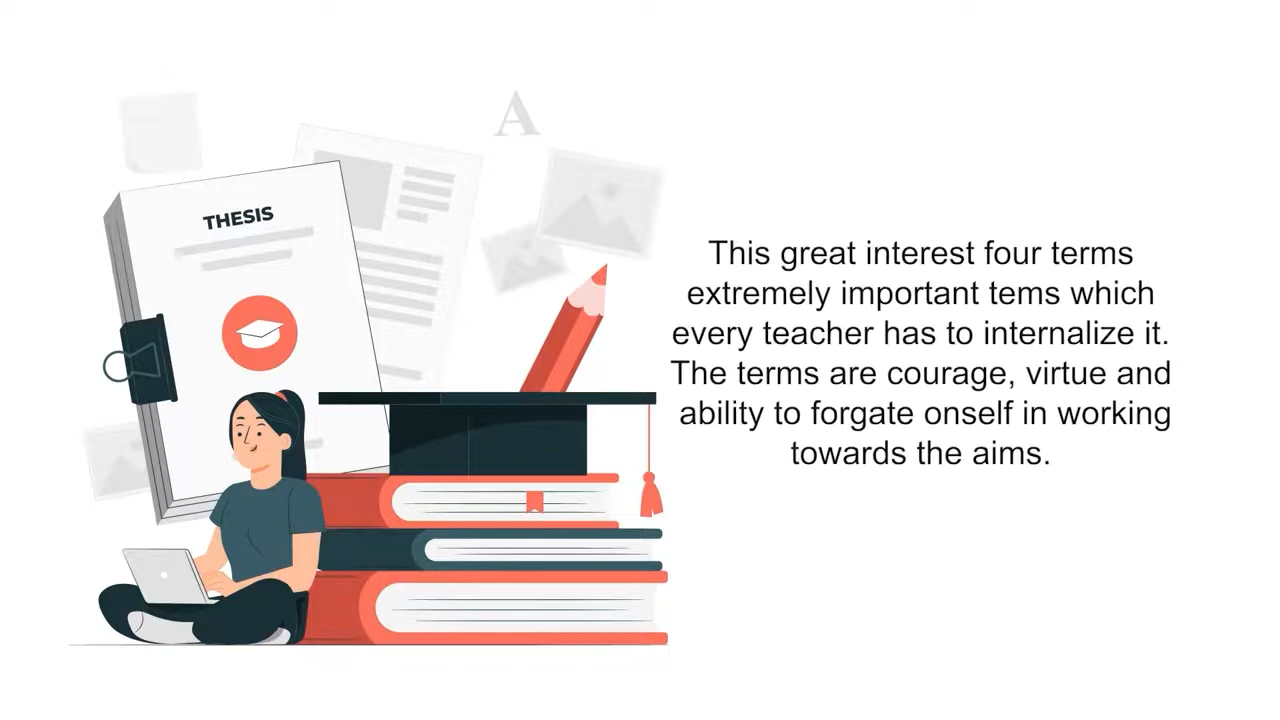 A
THESIS
This great interest four terms
extremely important tems which
every teacher has to internalize it.
The terms are courage, virtue and
ability to forgate onself in working
towards the aims.